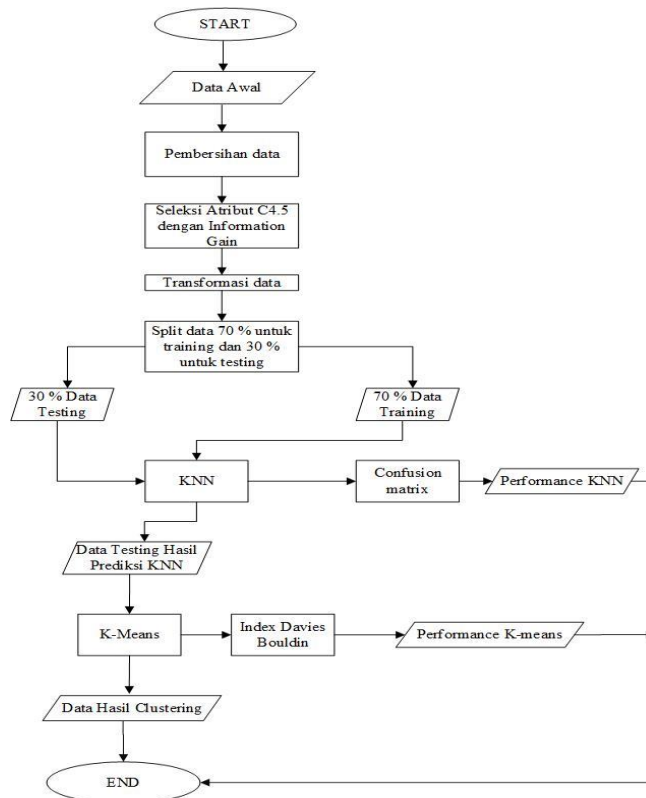 START
Data Awal
Pembersihan data
Seleksi Atribut C4.5
dengan Information
Gain
Transformasi data
Split data 70 % untuk
training dan 30 %
untuk testing
30 % Data
Testing
70 % Data
Training
KNN
Confusion
matrix
Performance KNN
Data Testing Hasil
Prediksi KNN
K-Means
Index Davies
Bouldin
Performance K-means
Data Hasil Clustering
END